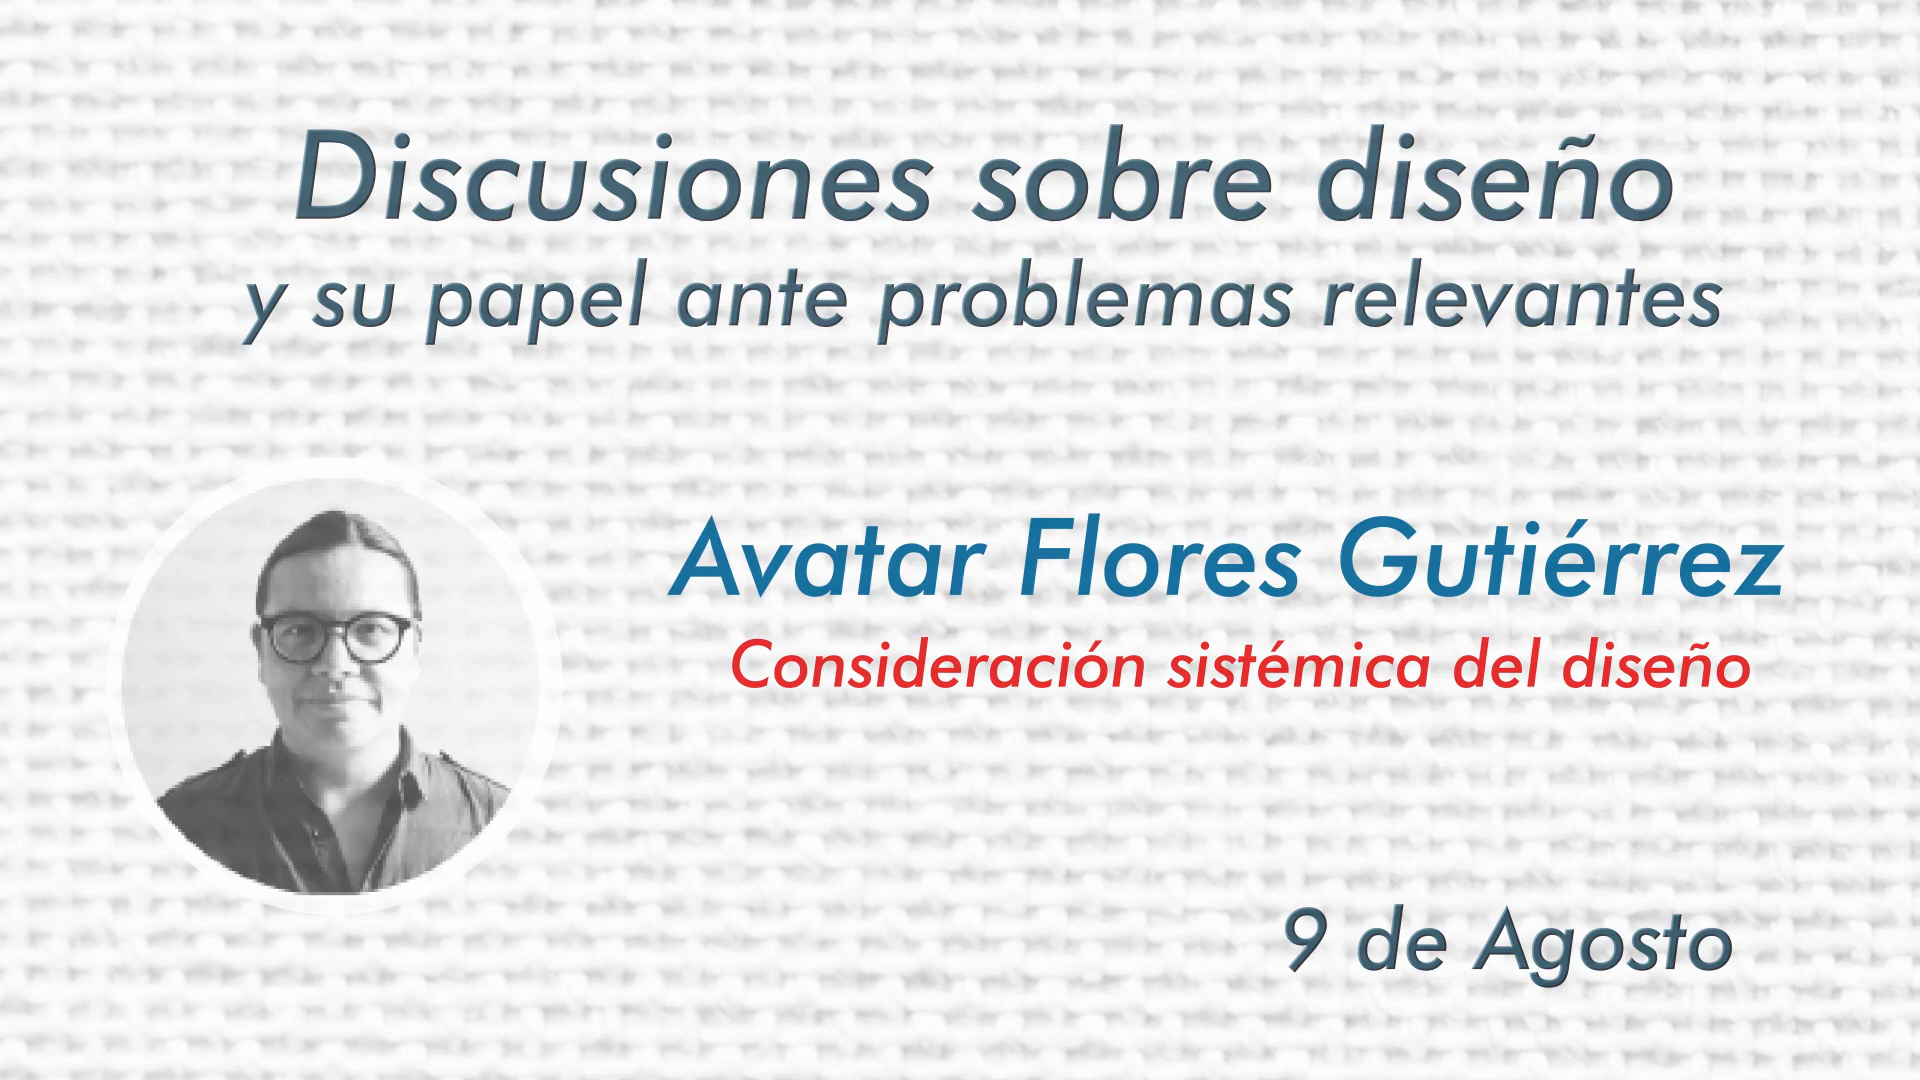 Discusiones sobre diseño
y su papel ante problemas relevantes
Avatar Flores Gutiérrez
Consideración sistémica del diseño
9 de Agosto